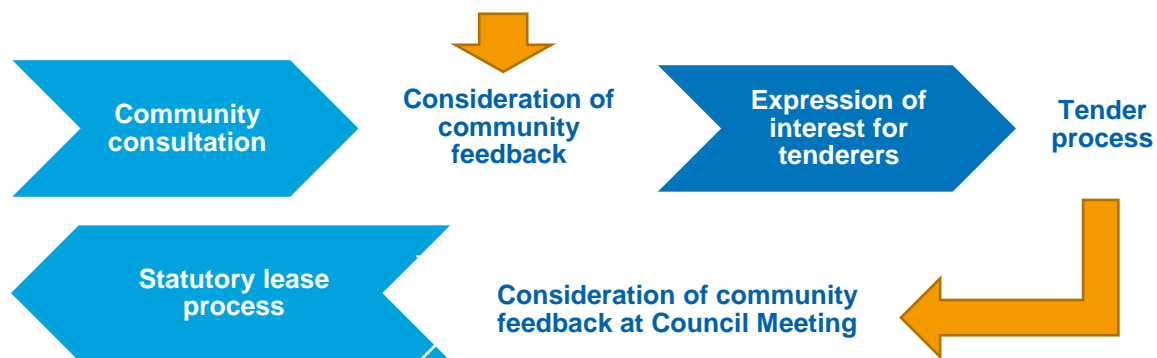 Community
consultation
Consideration of
community
feedback
Expression of
interest for
tenderers
Tender
process
Consideration of community
feedback at Council Meeting
Statutory lease
process